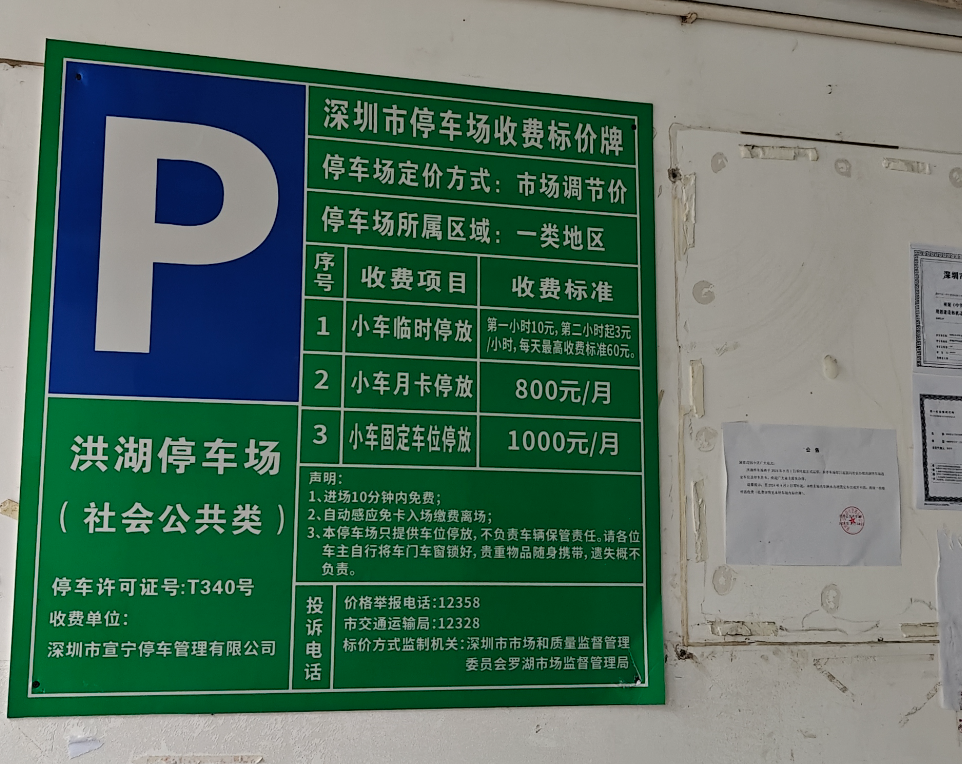 P
深圳市停车场收费标价牌
停车场定价方式：市场调节价
停车场所属区域：一类地区
序号 收费项目 收费标准
1 小车临时停放 第一小时10元，第二小时起3元
/小时，每天最高收费标准60元。
2 小车月卡停放 800元/月
3 小车固定车位停放 1000元/月
声明：
1、进场10分钟内免费；
2、自动感应免卡入场缴费离场；
3、本停车场只提供车位停放，不负责车辆保管责任。请各位
车主自行将车门车窗锁好，贵重物品随身携带，遗失概不
负责。
投诉电话
价格举报电话:12358
市交通运输局:12328
标价方式监制机关：深圳市市场和质量监督管理
委员会罗湖市场监督管理局
洪湖停车场
（社会公共类）
停车许可证号:T340号
收费单位：
深圳市宣宁停车管理有限公司
公告
深圳